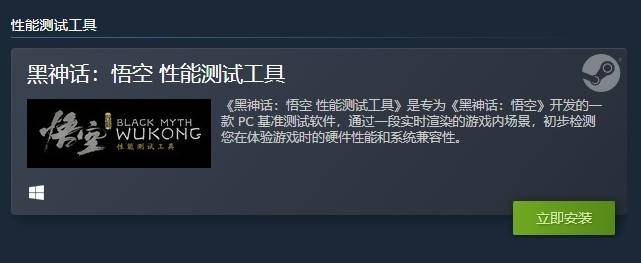 性能测试工具
黑神话：悟空 性能测试工具
《黑神话：悟空 性能测试工具》是专为《黑神话：悟空》开发的一
款 PC 基准测试软件，通过一段实时渲染的游戏内场景，初步检测
您在体验游戏时的硬件性能和系统兼容性。
悟空
BLACK MYTH
WUKONG
性能测试工具
立即安装